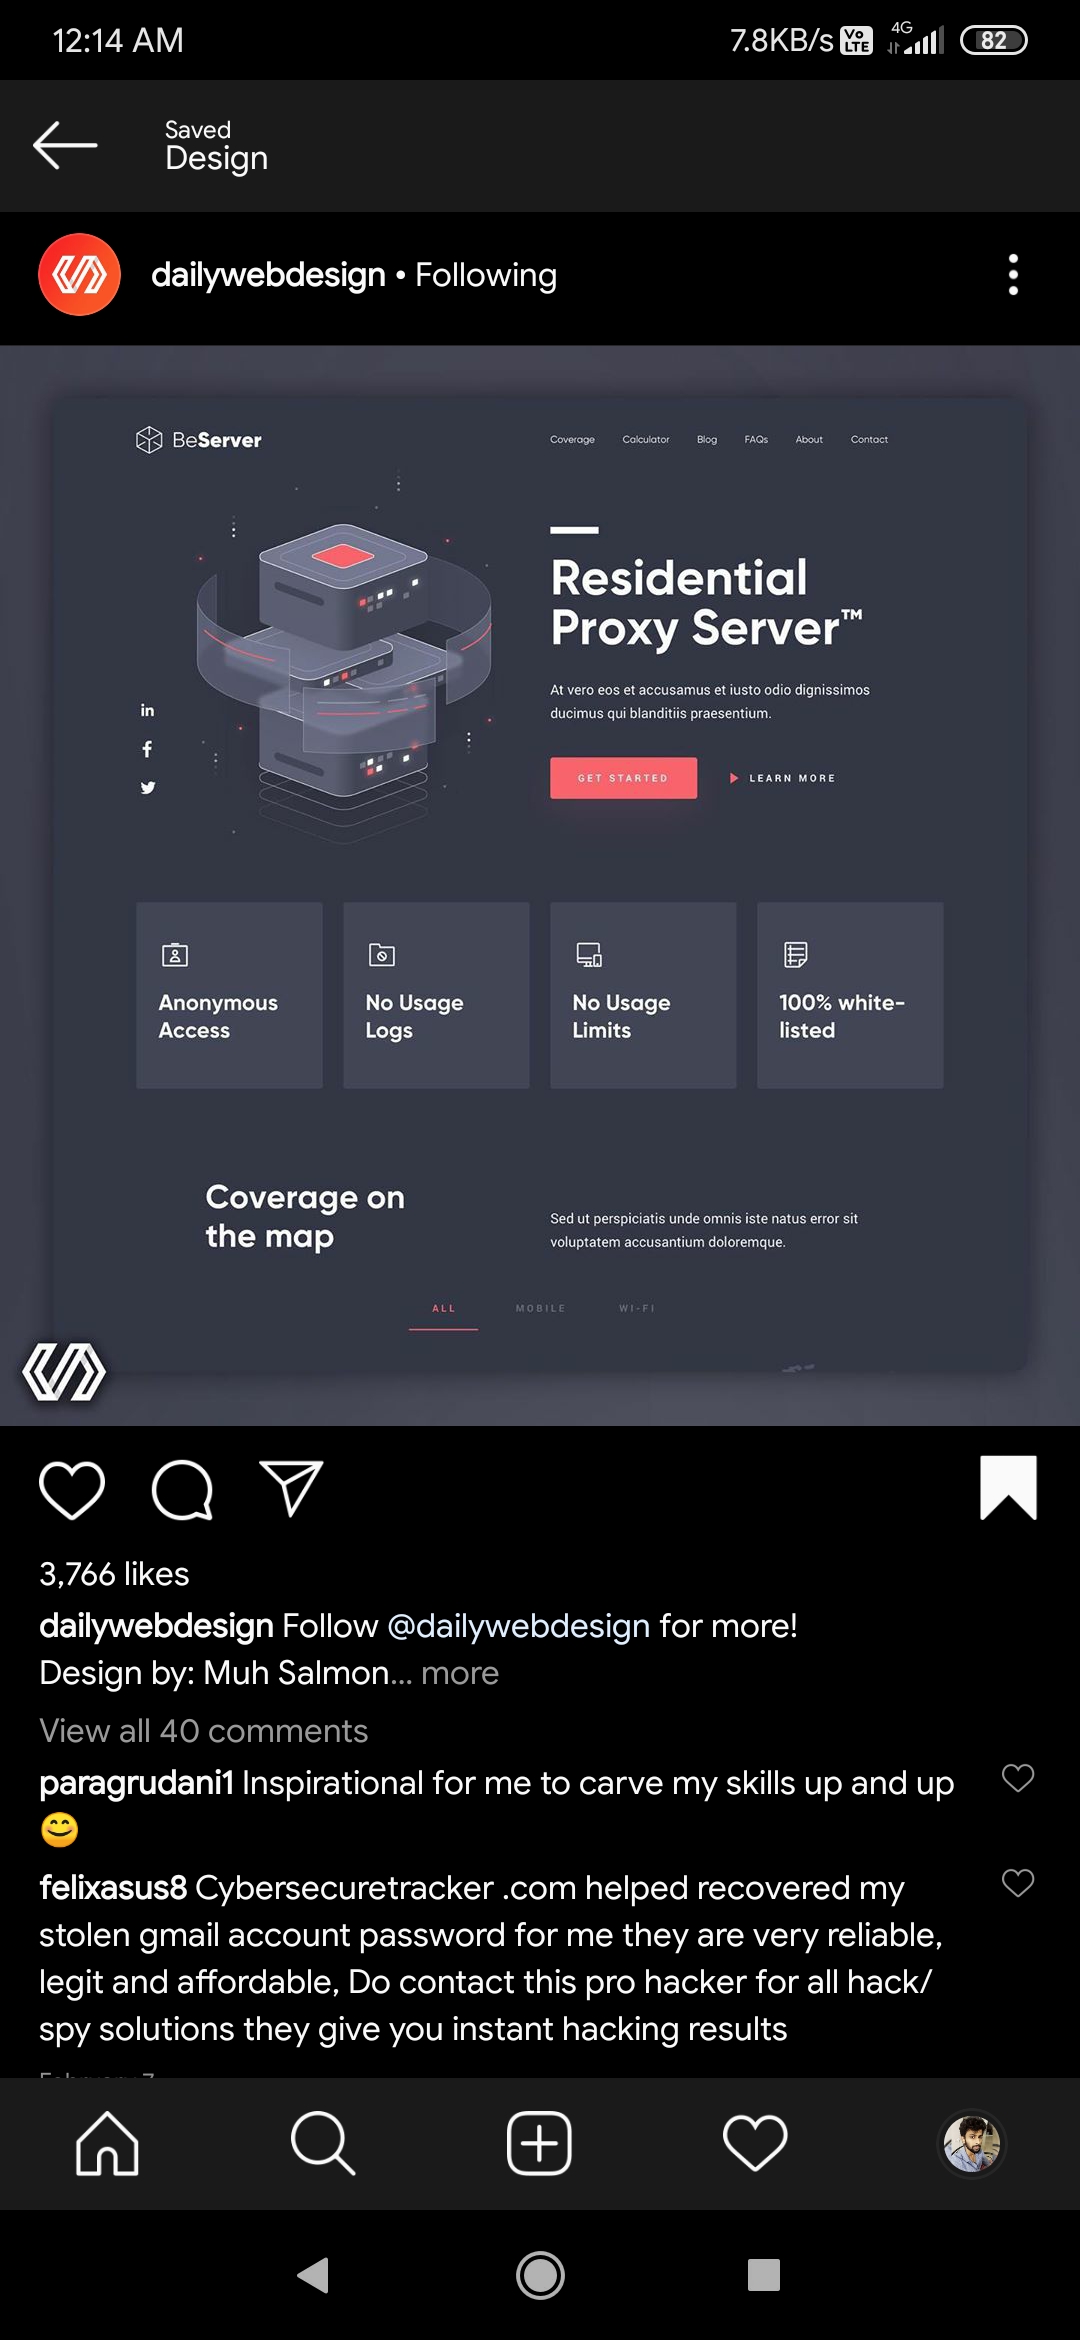 12:14 AM
7.8KB/s Vo LTE 4G 82
Saved
Design
dailywebdesign • Following
BeServer
Coverage Calculator Blog FAQs About Contact
Residential
Proxy Server™
At vero eos et accusamus et iusto odio dignissimos
ducimus qui blanditiis praesentium.
in
f
GET STARTED
LEARN MORE
Anonymous
Access
No Usage
Logs
No Usage
Limits
100% white-
listed
Coverage on
the map
Sed ut perspiciatis unde omnis iste natus error sit
voluptatem accusantium doloremque.
ALL MOBILE WI-FI
3,766 likes
dailywebdesign Follow @dailywebdesign for more!
Design by: Muh Salmon... more
View all 40 comments
paragrudani1 Inspirational for me to carve my skills up and up
😊
felixasus8 Cybersecuretracker .com helped recovered my
stolen gmail account password for me they are very reliable,
legit and affordable, Do contact this pro hacker for all hack/
spy solutions they give you instant hacking results
February 7